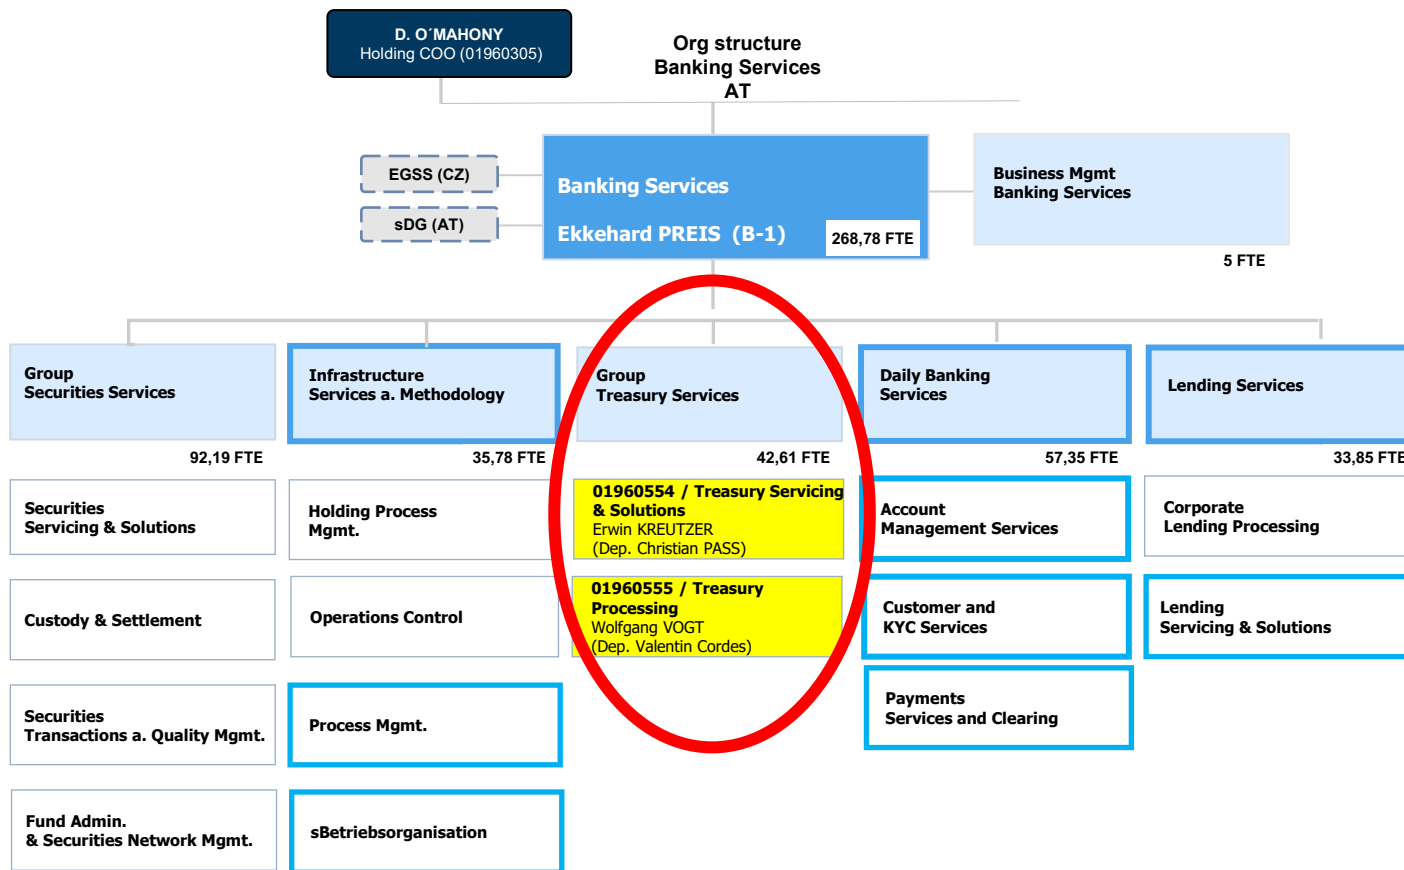 D. O´MAHONY
Holding COO (01960305)
Org structure
Banking Services
AT
EGSS (CZ)
sDG (AT)
Banking Services
Ekkehard PREIS (B-1)
268,78 FTE
Business Mgmt
Banking Services
5 FTE
Group
Securities Services
92,19 FTE
Securities
Servicing & Solutions
Custody & Settlement
Securities
Transactions a. Quality Mgmt.
Fund Admin.
& Securities Network Mgmt.
Infrastructure
Services a. Methodology
35,78 FTE
Holding Process
Mgmt.
Operations Control
Process Mgmt.
sBetriebsorganisation
Group
Treasury Services
42,61 FTE
01960554 / Treasury Servicing
& Solutions
Erwin KREUTZER
(Dep. Christian PASS)
01960555 / Treasury
Processing
Wolfgang VOGT
(Dep. Valentin Cordes)
Daily Banking
Services
57,35 FTE
Account
Management Services
Customer and
KYC Services
Payments
Services and Clearing
Lending Services
33,85 FTE
Corporate
Lending Processing
Lending
Servicing & Solutions